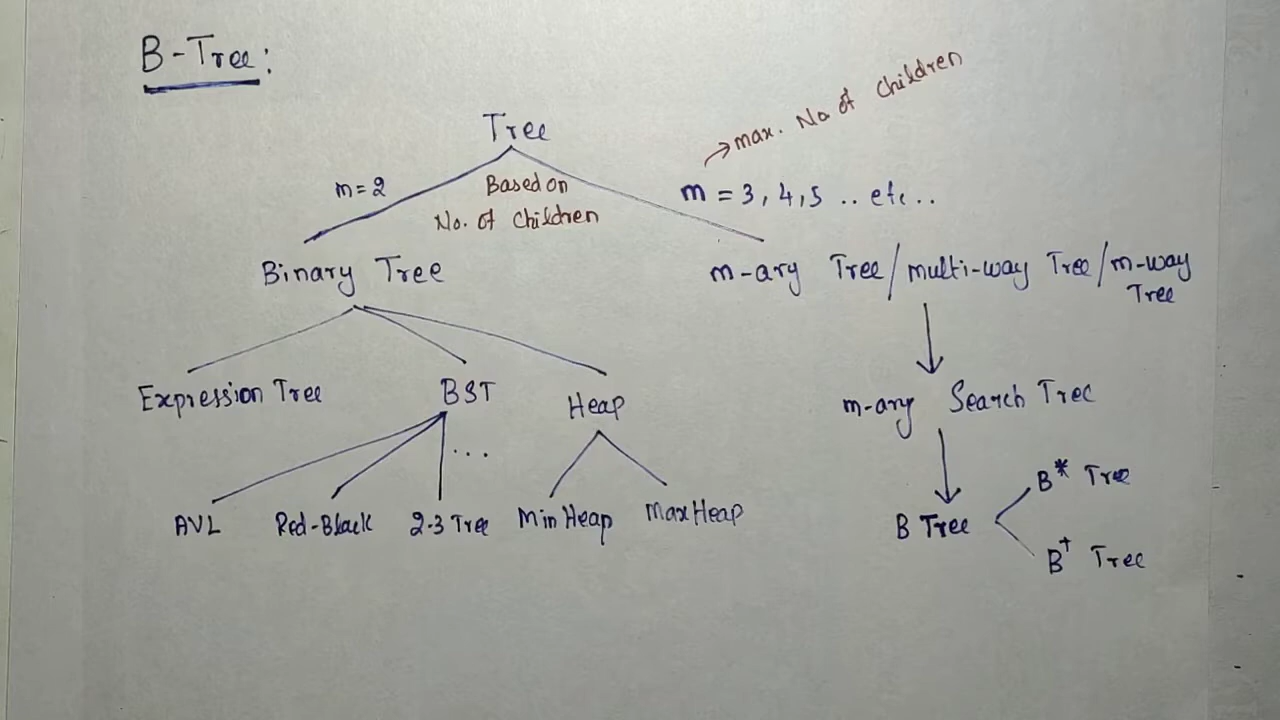 B-Tree:
Tree
→ max. No of children
m=2
Based on
No. of children
m = 3, 4, 5 .. etc..
Binary Tree
m-ary Tree/multi-way Tree/m-way
Tree
Expression Tree
BST
Heap
m-ary Search Tree
...
B* Tree
AVL
Red-Black
2-3 Tree
Min Heap
Max Heap
B Tree
B+ Tree